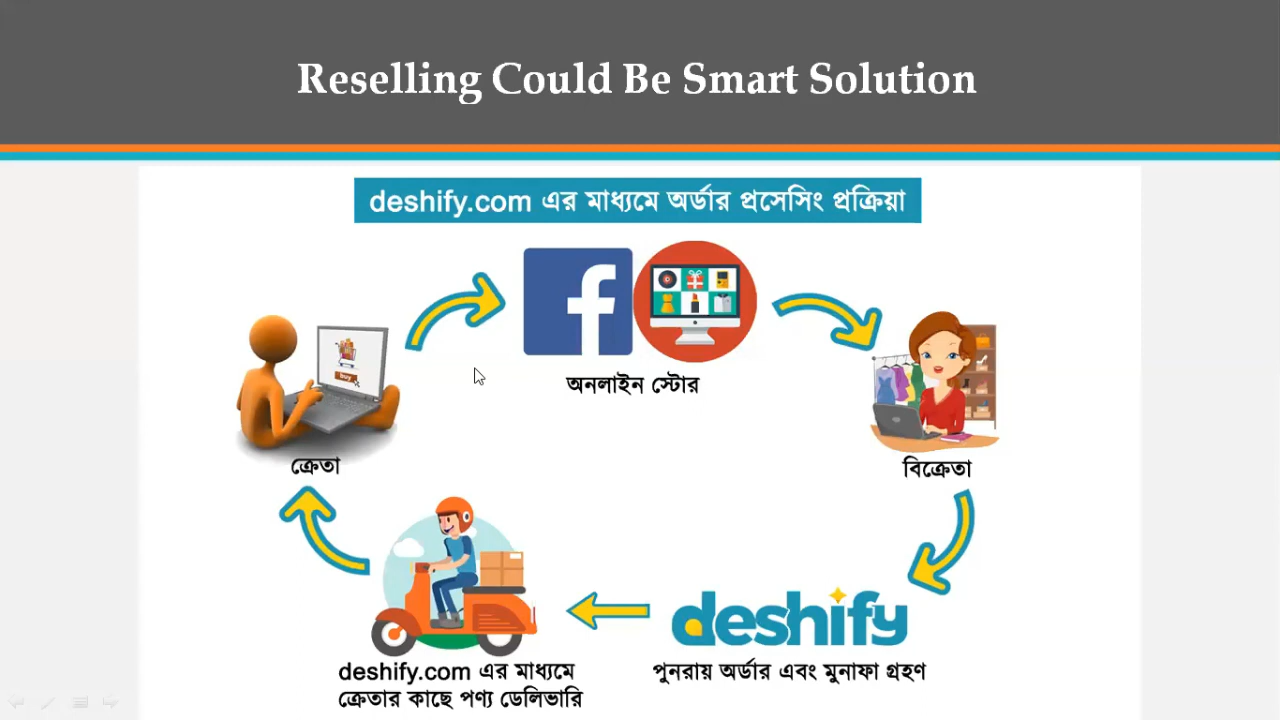 Reselling Could Be Smart Solution
deshify.com এর মাধ্যমে অর্ডার প্রসেসিং প্রক্রিয়া
অনলাইন স্টোর
buy
ক্রেতা
বিক্রেতা
deshify
deshify.com এর মাধ্যমে
ক্রেতার কাছে পণ্য ডেলিভারি
পুনরায় অর্ডার এবং মুনাফা গ্রহণ